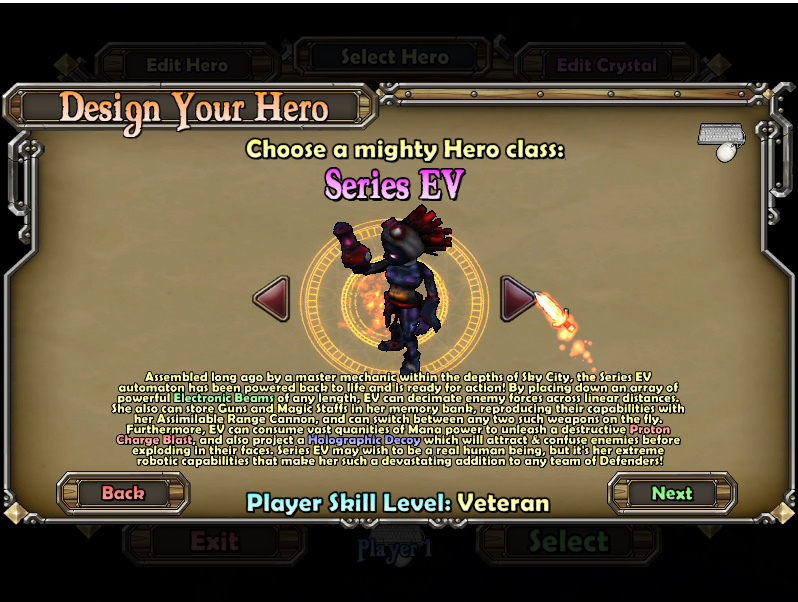 Edit Hero
Select Hero
Edit Crystal
Design Your Hero
Choose a mighty Hero class:
Series EV
Assembled long ago by a master mechanic within the depths of Sky City, the Series EV
automaton has been powered back to life and is ready for action! By placing down an array of
powerful Electronic Beams of any length, EV can decimate enemy forces across linear distances.
She also can store Guns and Magic Staffs in her memory bank, reproducing their capabilities with
her Assimilable Range Cannon, and can switch between any two such weapons on the fly.
Furthermore, EV can consume vast quanities of Mana power to unleash a destructive Proton
Charge Blast, and also project a Holographic Decoy which will attract & confuse enemies before
exploding in their faces. Series EV may wish to be a real human being, but it's her extreme
robotic capabilities that make her such a devastating addition to any team of Defenders!
Back
Player Skill Level: Veteran
Next
Exit
Player 1
Select